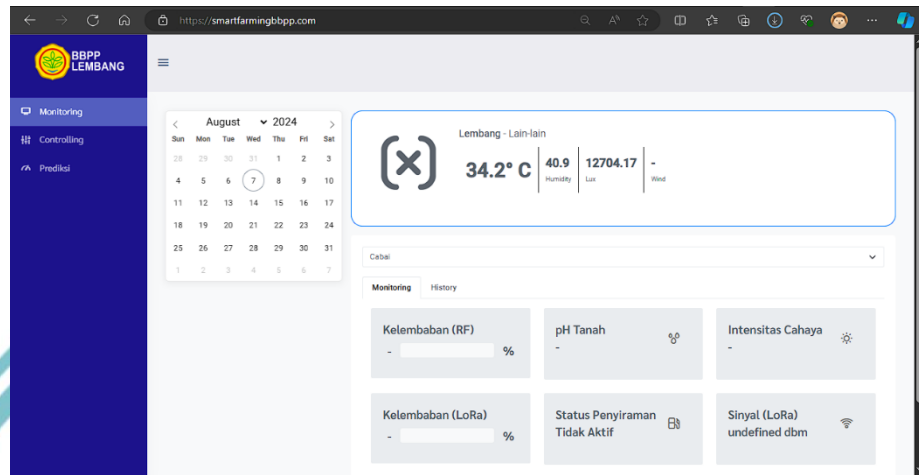 https://smartfarmingbbpp.com
BBPP
LEMBANG
Monitoring
Controlling
Prediksi
August 2024
Sun Mon Tue Wed Thu Fri Sat
28 29 30 31 1 2 3
4 5 6 7 8 9 10
11 12 13 14 15 16 17
18 19 20 21 22 23 24
25 26 27 28 29 30 31
1 2 3 4 5 6 7
Lembang - Lain-lain
34.2° C
40.9
Humidity
12704.17
Lux
-
Wind
Cabai
Monitoring History
Kelembaban (RF)
- %
pH Tanah
-
Intensitas Cahaya
-
Kelembaban (LoRa)
- %
Status Penyiraman
Tidak Aktif
Sinyal (LoRa)
undefined dbm